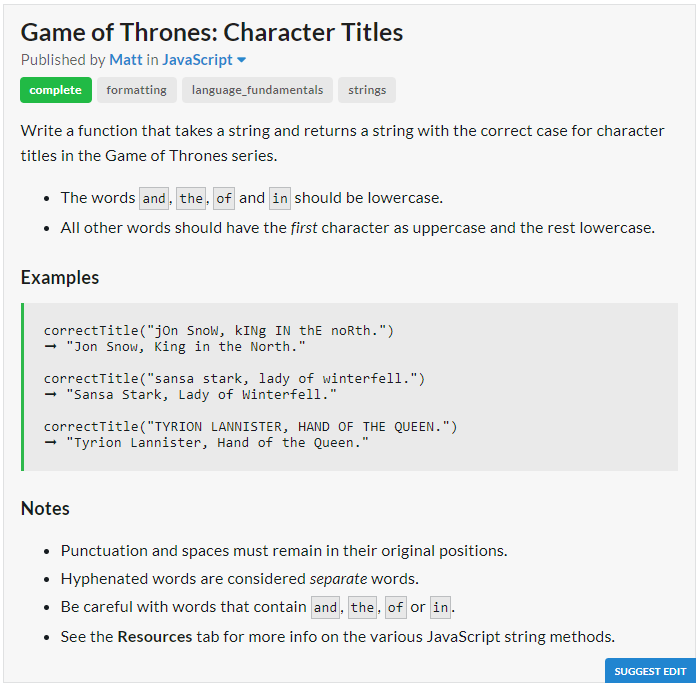 Game of Thrones: Character Titles
Published by Matt in JavaScript
complete formatting language_fundamentals strings
Write a function that takes a string and returns a string with the correct case for character
titles in the Game of Thrones series.
• The words and, the, of and in should be lowercase.
• All other words should have the first character as uppercase and the rest lowercase.
Examples
correctTitle("jOn SnoW, kINg IN thE noRth.")
➞ "Jon Snow, King in the North."
correctTitle("sansa stark, lady of winterfell.")
➞ "Sansa Stark, Lady of Winterfell."
correctTitle("TYRION LANNISTER, HAND OF THE QUEEN.")
➞ "Tyrion Lannister, Hand of the Queen."
Notes
• Punctuation and spaces must remain in their original positions.
• Hyphenated words are considered separate words.
• Be careful with words that contain and, the, of or in.
• See the Resources tab for more info on the various JavaScript string methods.
SUGGEST EDIT